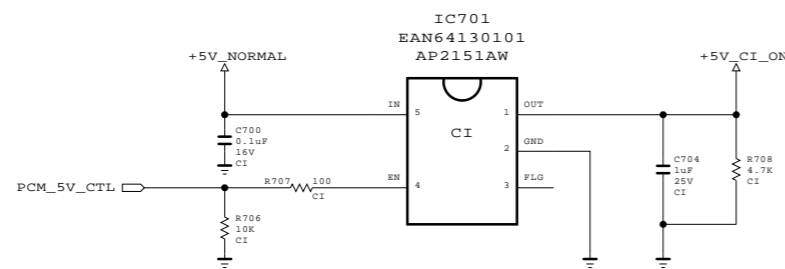 IC701
EAN64130101
AP2151AW
+5V_NORMAL
+5V_CI_ON
IN
5
1
OUT
CI
C700
0.1uF
16V
CI
2
GND
C704
1uF
25V
CI
R708
4.7K
CI
PCM_5V_CTL
R707
100
CI
EN
4
3
FLG
R706
10K
CI